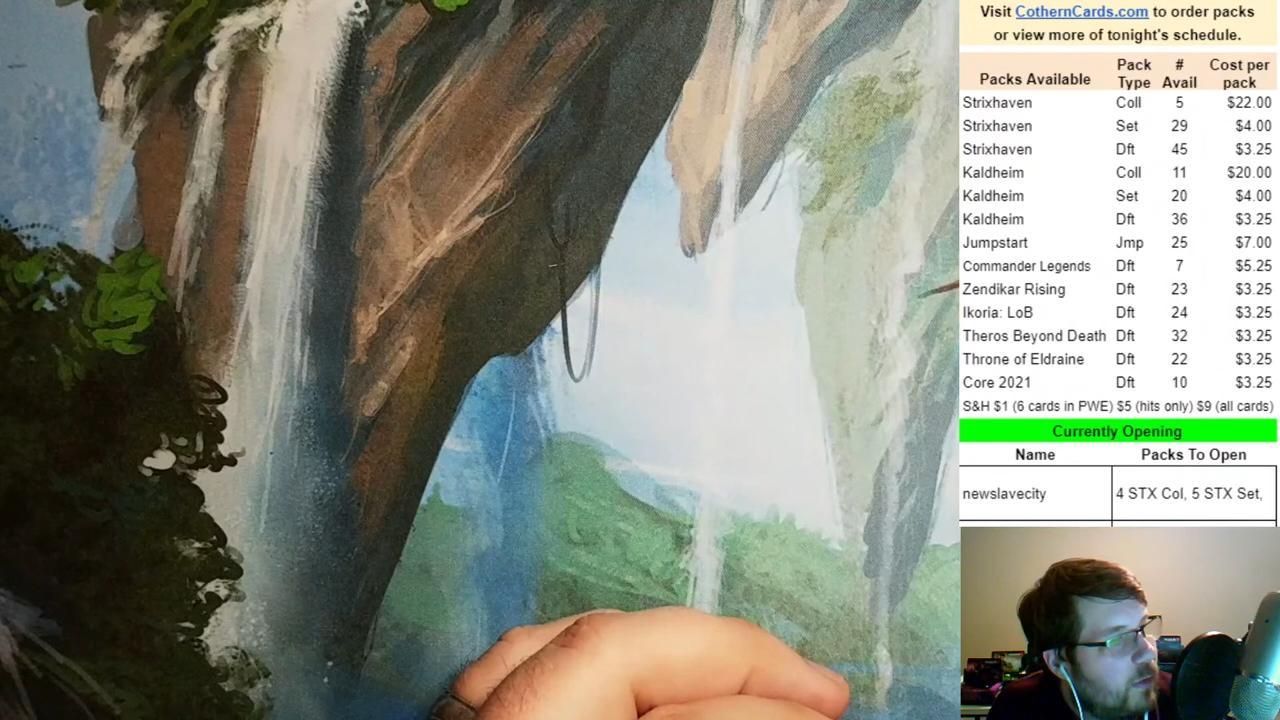 Visit CothernCards.com to order packs
or view more of tonight's schedule.
Packs Available Pack Type # Avail Cost per pack
Strixhaven Coll 5 $22.00
Strixhaven Set 29 $4.00
Strixhaven Dft 45 $3.25
Kaldheim Coll 11 $20.00
Kaldheim Set 20 $4.00
Kaldheim Dft 36 $3.25
Jumpstart Jmp 25 $7.00
Commander Legends Dft 7 $5.25
Zendikar Rising Dft 23 $3.25
Ikoria: LoB Dft 24 $3.25
Theros Beyond Death Dft 32 $3.25
Throne of Eldraine Dft 22 $3.25
Core 2021 Dft 10 $3.25
S&H $1 (6 cards in PWE) $5 (hits only) $9 (all cards)
Currently Opening
Name Packs To Open
newslavecity 4 STX Col, 5 STX Set,